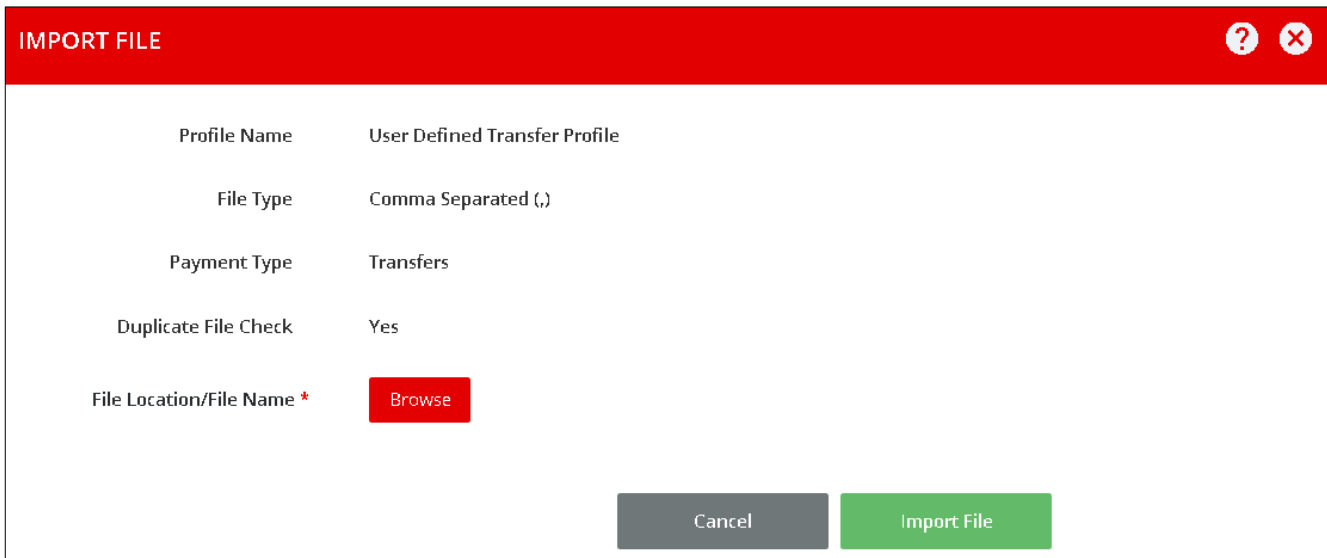 IMPORT FILE
Profile Name User Defined Transfer Profile
File Type Comma Separated (,)
Payment Type Transfers
Duplicate File Check Yes
File Location/File Name * Browse
Cancel Import File